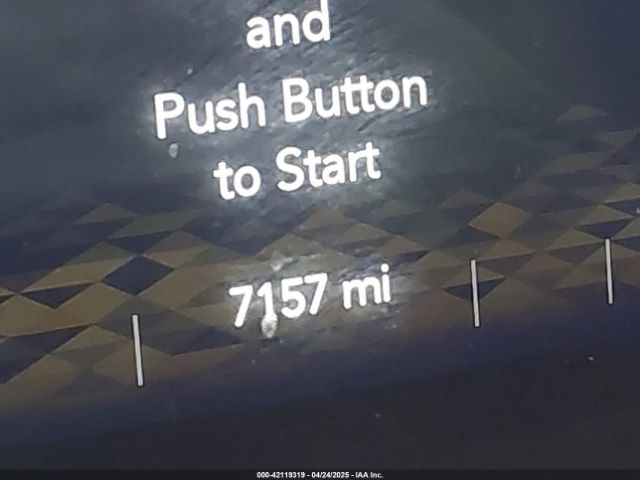 and
Push Button
to Start
7157 mi
000-42119319 - 04/24/2025 - IAA Inc.